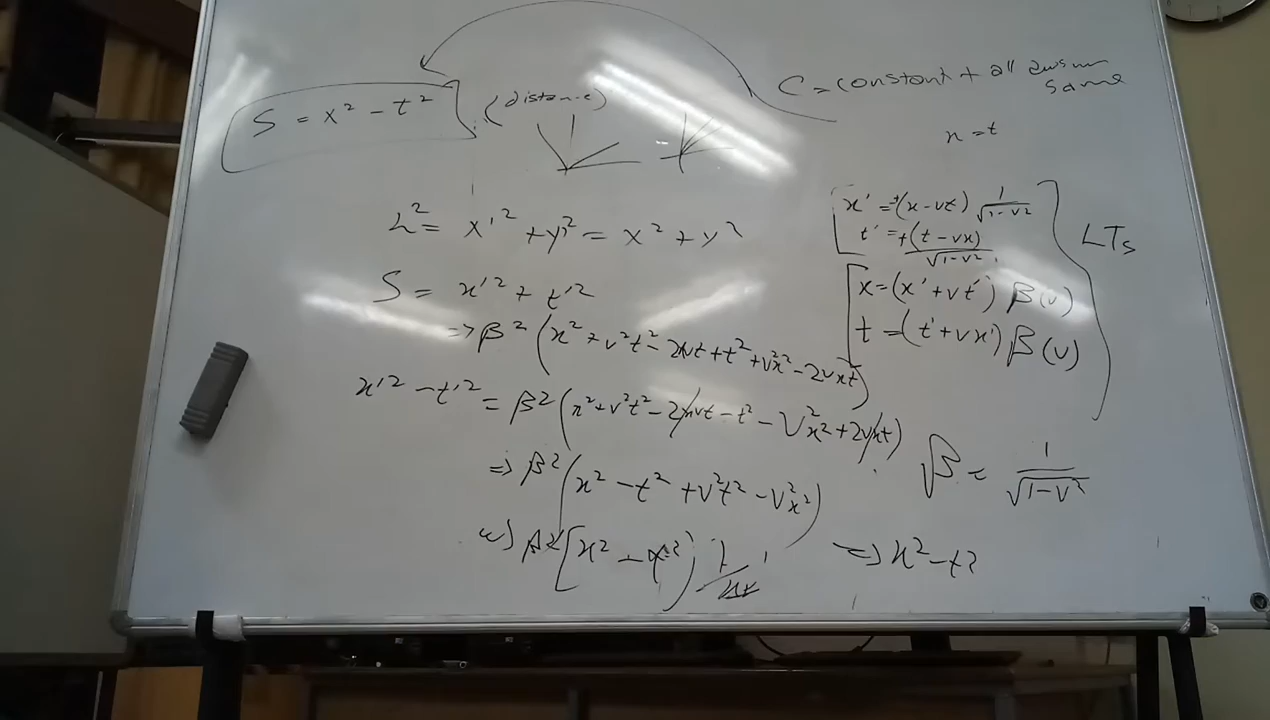 C = constant + all
same
S = x² - t² (distance)
x = t
L² = x'² + y'² = x² + y²
x' = +(x - vt) 1/√1-v²
t' = +(t - vx)/√1-v²
LTs
S = x'² + t'²
x = (x' + vt') β(v)
t = (t' + vx') β(v)
=> β² (x² + v²t² - 2xvt + t² + v²x² - 2vxt)
x'² - t'² = β² (x² + v²t² - 2xvt - t² - v²x² + 2vxt)
β = 1/√1-v²
=> β² (x² - t² + v²t² - v²x²)
=> x² - t²